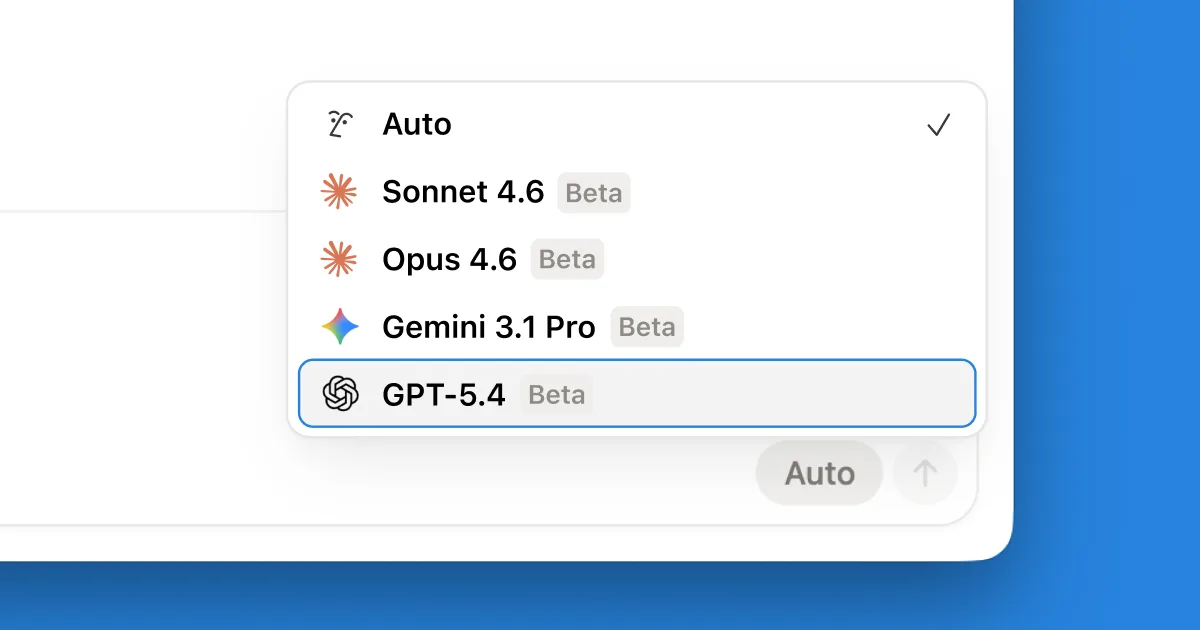 Auto
Sonnet 4.6 Beta
Opus 4.6 Beta
Gemini 3.1 Pro Beta
GPT-5.4 Beta
Auto